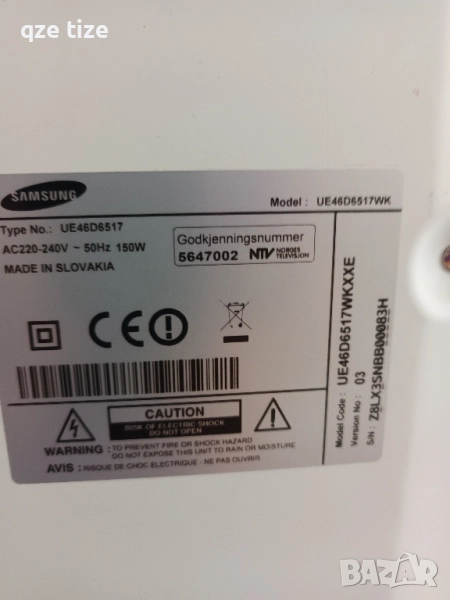 qze tize
SAMSUNG
Model : UE46D6517WK
Type No.: UE46D6517
AC220-240V ~ 50Hz 150W
MADE IN SLOVAKIA
Godkjenningsnummer
5647002 NTV NORGES TELEVISJON
CE
CAUTION
RISK OF ELECTRIC SHOCK
DO NOT OPEN
WARNING : TO PREVENT FIRE OR SHOCK HAZARD
DO NOT EXPOSE THIS UNIT TO RAIN OR MOISTURE
AVIS : RISQUE DE CHOC ELECTRIQUE - NE PAS OUVRIR
Model Code : UE46D6517WKXXE
Version No : 03
S/N : Z8LX3SNBB00083H
BAZAR